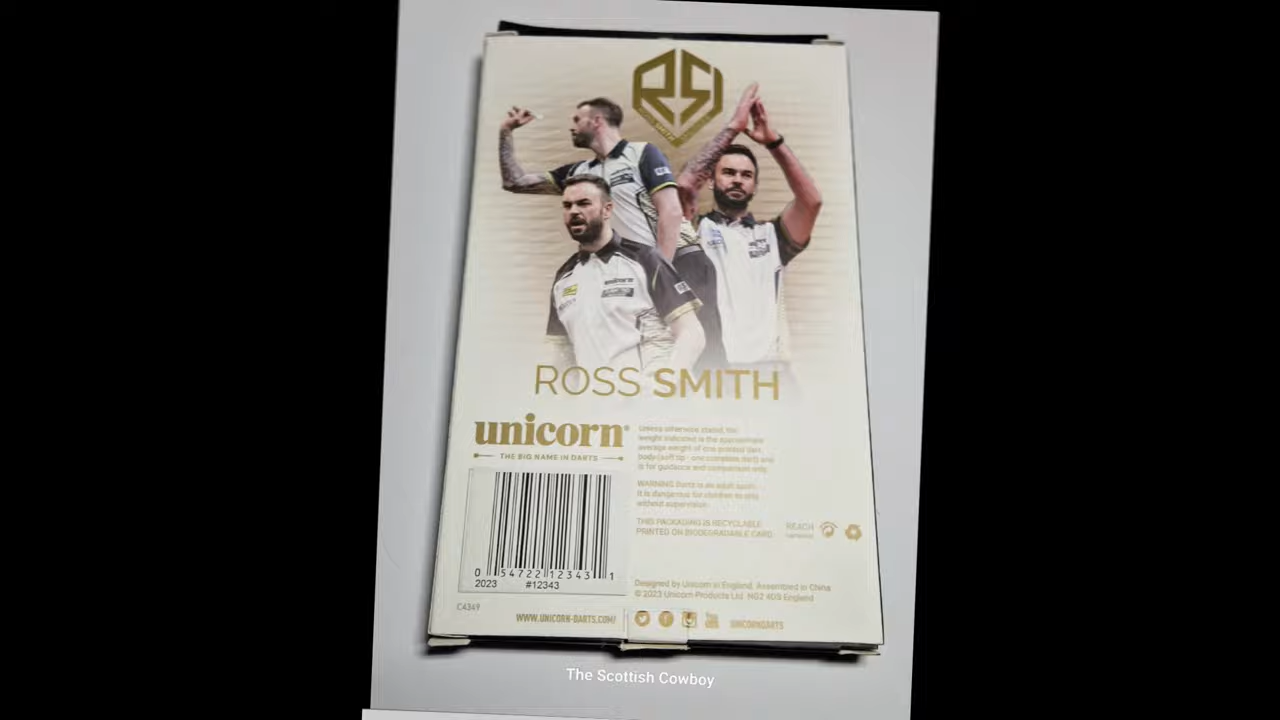 RS
ROSS SMITH
unicorn®
THE BIG NAME IN DARTS
Unless otherwise stated, the
weight indicated is the approximate
average weight of one pointed dart
body (soft tip - one complete dart) and
is for guidance and comparison only.
WARNING Darts is an adult sport.
It is dangerous for children to play
without supervision.
THIS PACKAGING IS RECYCLABLE
PRINTED ON BIODEGRADABLE CARD
REACH
0 54722 12343 1
2023 #12343
Designed by Unicorn in England. Assembled in China
© 2023 Unicorn Products Ltd NG2 4DS England
C4349
WWW.UNICORN-DARTS.COM/
UNICORNDARTS
The Scottish Cowboy